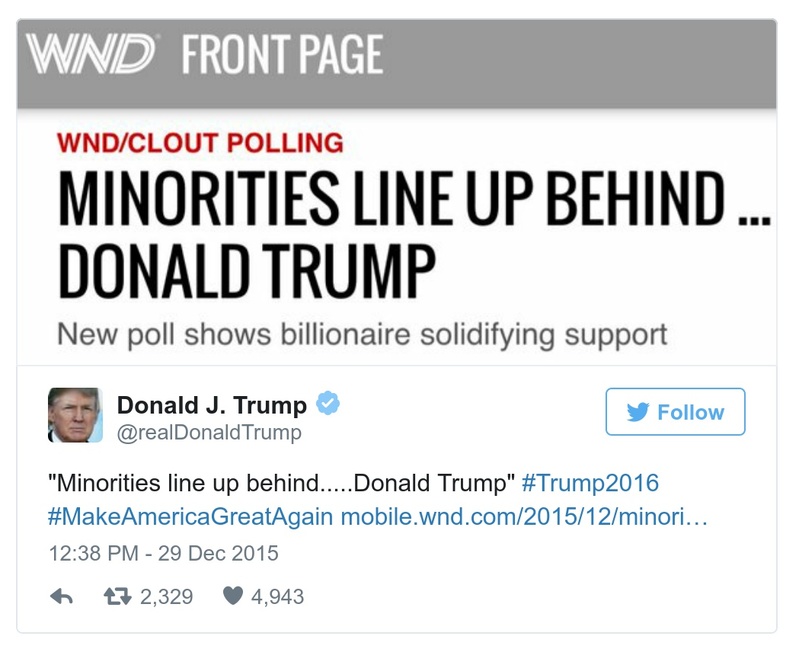 WND FRONT PAGE
WND/CLOUT POLLING
MINORITIES LINE UP BEHIND ...
DONALD TRUMP
New poll shows billionaire solidifying support
Donald J. Trump
Follow
@realDonaldTrump
"Minorities line up behind.....Donald Trump" #Trump2016
#MakeAmericaGreatAgain mobile.wnd.com/2015/12/minori…
12:38 PM - 29 Dec 2015
2,329 4,943